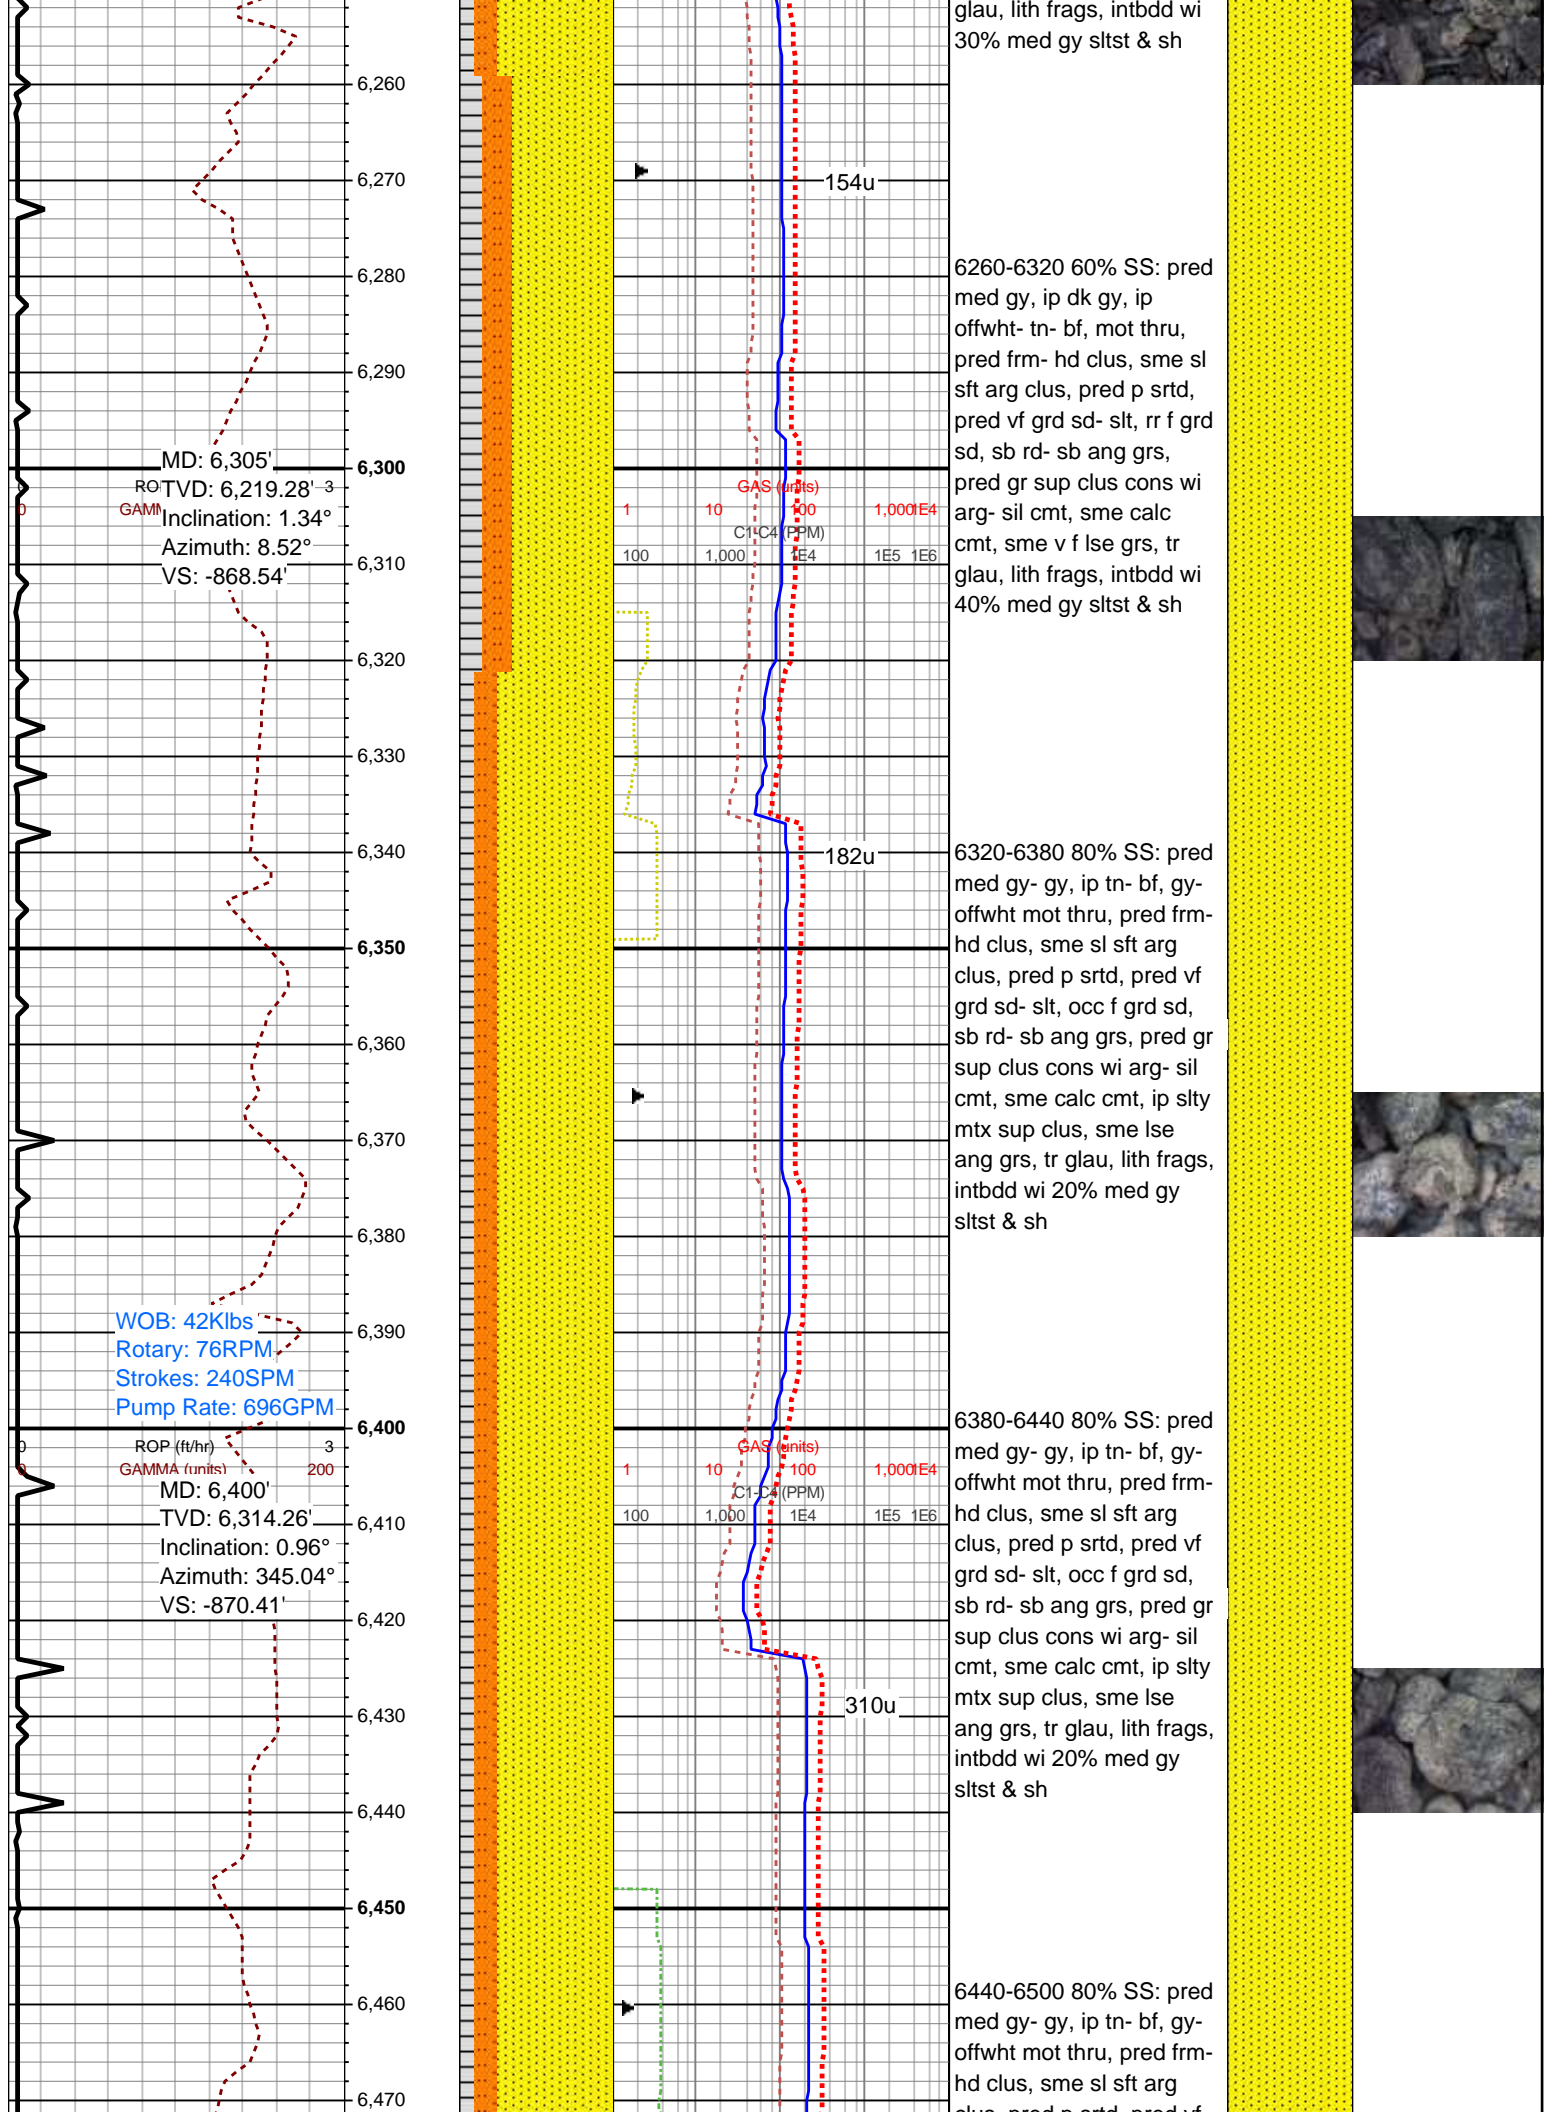 glau, lith frags, intbdd wi
30% med gy sltst & sh
6,260
6,270
154u
6,280
6260-6320 60% SS: pred
med gy, ip dk gy, ip
offwht- tn- bf, mot thru,
pred frm- hd clus, sme sl
sft arg clus, pred p srtd,
pred vf grd sd- slt, rr f grd
sd, sb rd- sb ang grs,
pred gr sup clus cons wi
arg- sil cmt, sme calc
cmt, sme v f lse grs, tr
glau, lith frags, intbdd wi
40% med gy sltst & sh
6,290
6,300
MD: 6,305'
TVD: 6,219.28'
Inclination: 1.34°
Azimuth: 8.52°
VS: -868.54'
3
0
GAS (units)
1 10 100 1,000 1E4
C1-C4 (PPM)
100 1,000 1E4 1E5 1E6
6,310
6,320
6,330
6,340
182u
6320-6380 80% SS: pred
med gy- gy, ip tn- bf, gy-
offwht mot thru, pred frm-
hd clus, sme sl sft arg
clus, pred p srtd, pred vf
grd sd- slt, occ f grd sd,
sb rd- sb ang grs, pred gr
sup clus cons wi arg- sil
cmt, sme calc cmt, ip slty
mtx sup clus, sme lse
ang grs, tr glau, lith frags,
intbdd wi 20% med gy
sltst & sh
6,350
6,360
6,370
6,380
6,390
WOB: 42Klbs
Rotary: 76RPM
Strokes: 240SPM
Pump Rate: 696GPM
6,400
0 ROP (ft/hr) 3
0 GAMMA (units) 200
MD: 6,400'
TVD: 6,314.26'
Inclination: 0.96°
Azimuth: 345.04°
VS: -870.41'
GAS (units)
1 10 100 1,000 1E4
C1-C4 (PPM)
100 1,000 1E4 1E5 1E6
6380-6440 80% SS: pred
med gy- gy, ip tn- bf, gy-
offwht mot thru, pred frm-
hd clus, sme sl sft arg
clus, pred p srtd, pred vf
grd sd- slt, occ f grd sd,
sb rd- sb ang grs, pred gr
sup clus cons wi arg- sil
cmt, sme calc cmt, ip slty
mtx sup clus, sme lse
ang grs, tr glau, lith frags,
intbdd wi 20% med gy
sltst & sh
6,410
6,420
6,430
310u
6,440
6,450
6,460
6440-6500 80% SS: pred
med gy- gy, ip tn- bf, gy-
offwht mot thru, pred frm-
hd clus, sme sl sft arg
clus, pred p srtd, pred vf
6,470